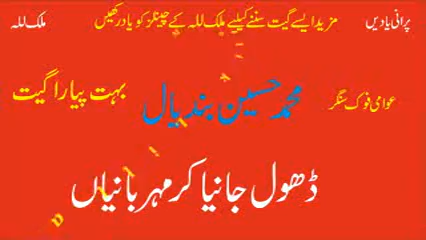 پرانی یادیں مزید ایسے گیت سننے کیلیے ملک للہ کے چینلز کو یاد رکھیں ملک للہ
عوامی فوک سنگر محمد حسین بندیال بہت پیارا گیت
ڈھول جانیا کر مہربانیاں